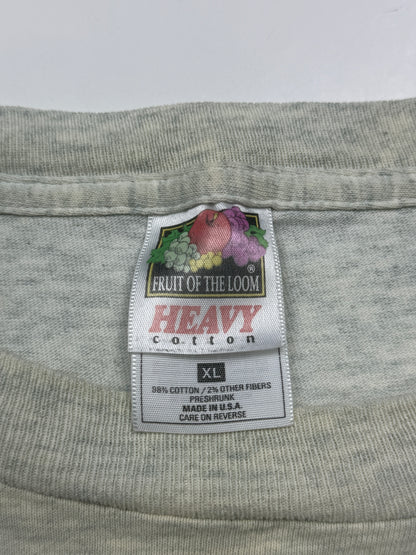 FRUIT OF THE LOOM®
HEAVY
cotton
XL
98% COTTON / 2% OTHER FIBERS
PRESHRUNK
MADE IN U.S.A.
CARE ON REVERSE